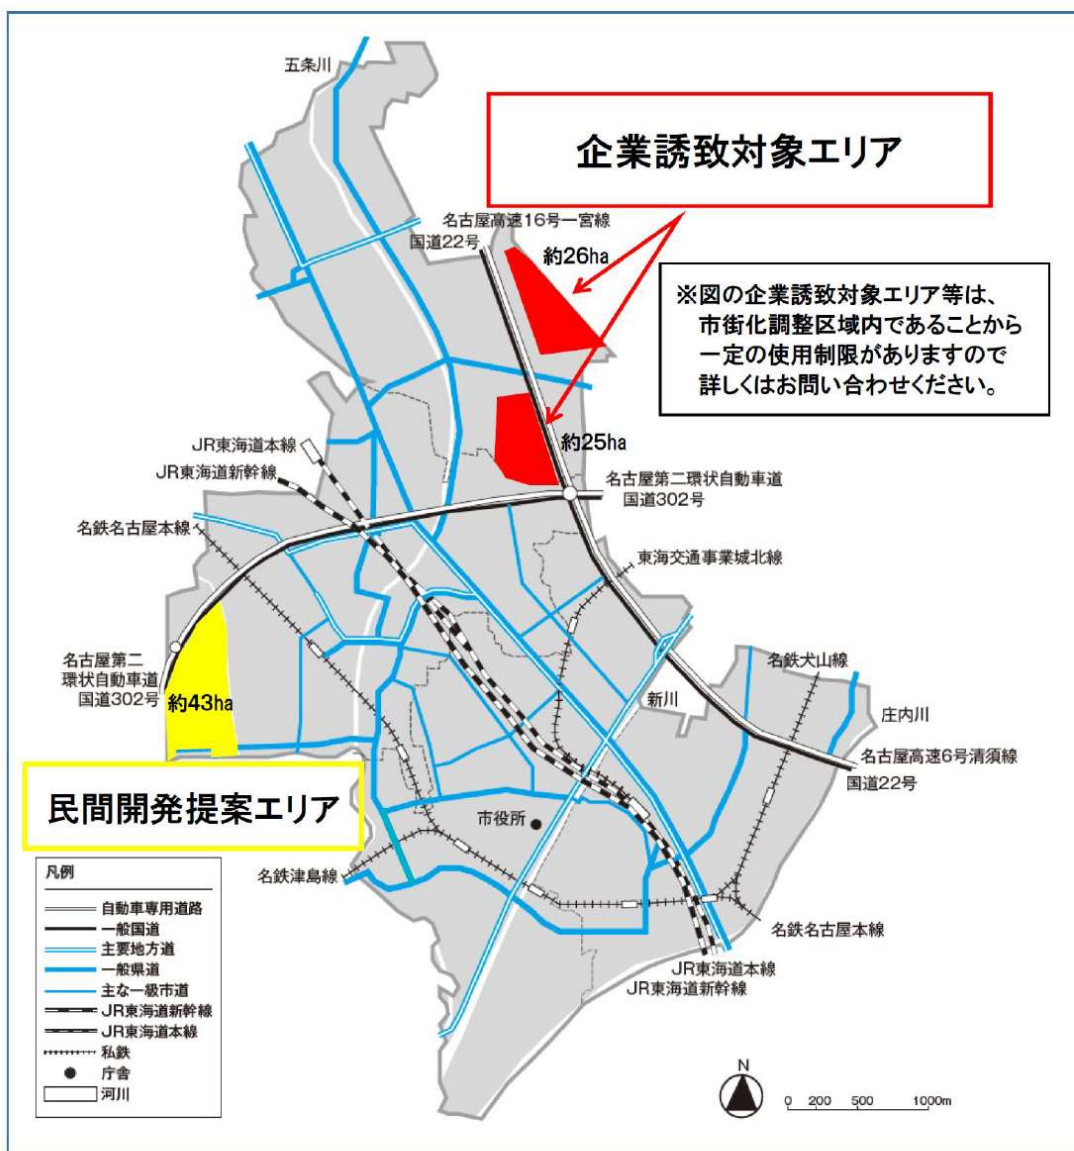 五条川
企業誘致対象エリア
名古屋高速16号一宮線
国道22号
約26ha
※図の企業誘致対象エリア等は、
市街化調整区域内であることから
一定の使用制限がありますので
詳しくはお問い合わせください。
約25ha
JR東海道本線
JR東海道新幹線
名古屋第二環状自動車道
国道302号
名鉄名古屋本線
東海交通事業城北線
名古屋第二
環状自動車道
国道302号
約43ha
新川
名鉄犬山線
庄内川
名古屋高速6号清須線
国道22号
民間開発提案エリア
市役所
名鉄津島線
名鉄名古屋本線
JR東海道本線
JR東海道新幹線
凡例
自動車専用道路
一般国道
主要地方道
一般県道
主な一級市道
JR東海道新幹線
JR東海道本線
私鉄
庁舎
河川
N
0 200 500 1000m